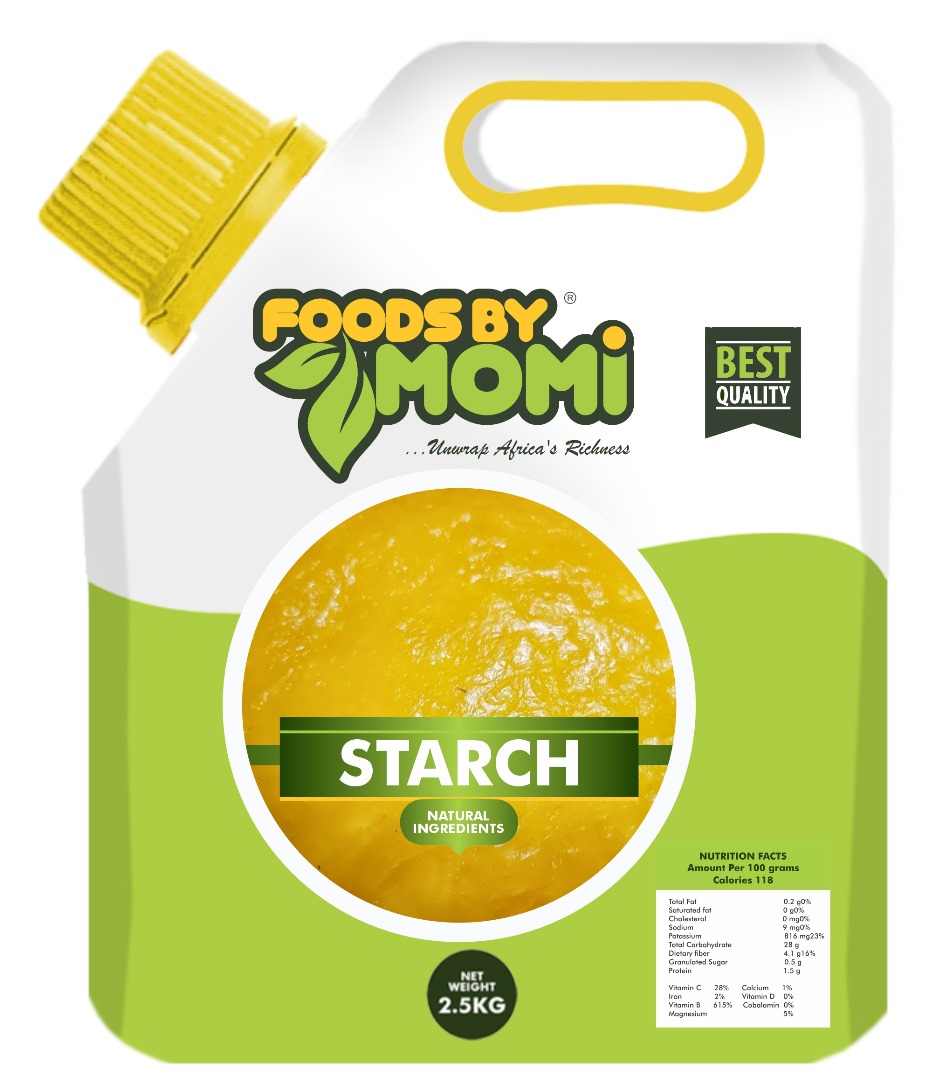 FOODS BY
MOMi
®
...Unwrap Africa's Richness
BEST
QUALITY
STARCH
NATURAL
INGREDIENTS
NET
WEIGHT
2.5KG
NUTRITION FACTS
Amount Per 100 grams
Calories 118
Total Fat 0.2 g0%
Saturated fat 0 g0%
Cholesterol 0 mg0%
Sodium 9 mg0%
Potassium 816 mg23%
Total Carbohydrate 28 g
Dietary fiber 4.1 g16%
Granulated Sugar 0.5 g
Protein 1.5 g
Vitamin C 28% Calcium 1%
Iron 2% Vitamin D 0%
Vitamin B 615% Cobalamin 0%
Magnesium 5%